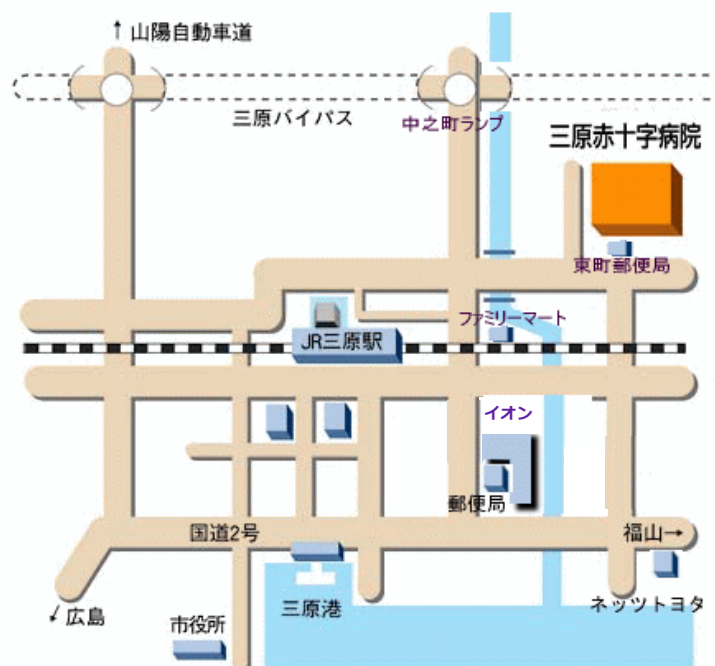 ↑山陽自動車道
三原バイパス
中之町ランプ
三原赤十字病院
東町郵便局
ファミリーマート
JR三原駅
イオン
郵便局
国道2号
福山→
三原港
ネッツトヨタ
↙広島
市役所